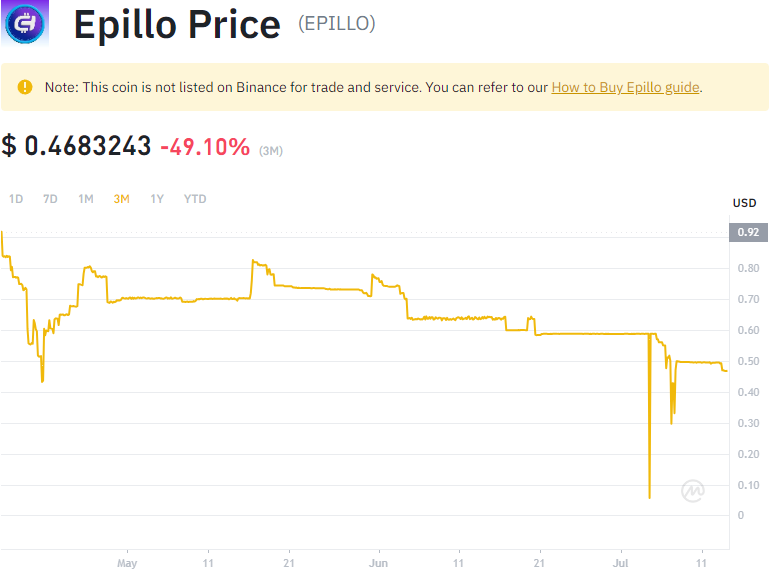 Epillo Price (EPILLO)
Note: This coin is not listed on Binance for trade and service. You can refer to our How to Buy Epillo guide.
$ 0.4683243 -49.10% (3M)
1D 7D 1M 3M 1Y YTD
USD
0.92
0.80
0.70
0.60
0.50
0.40
0.30
0.20
0.10
0
May 11 21 Jun 11 21 Jul 11